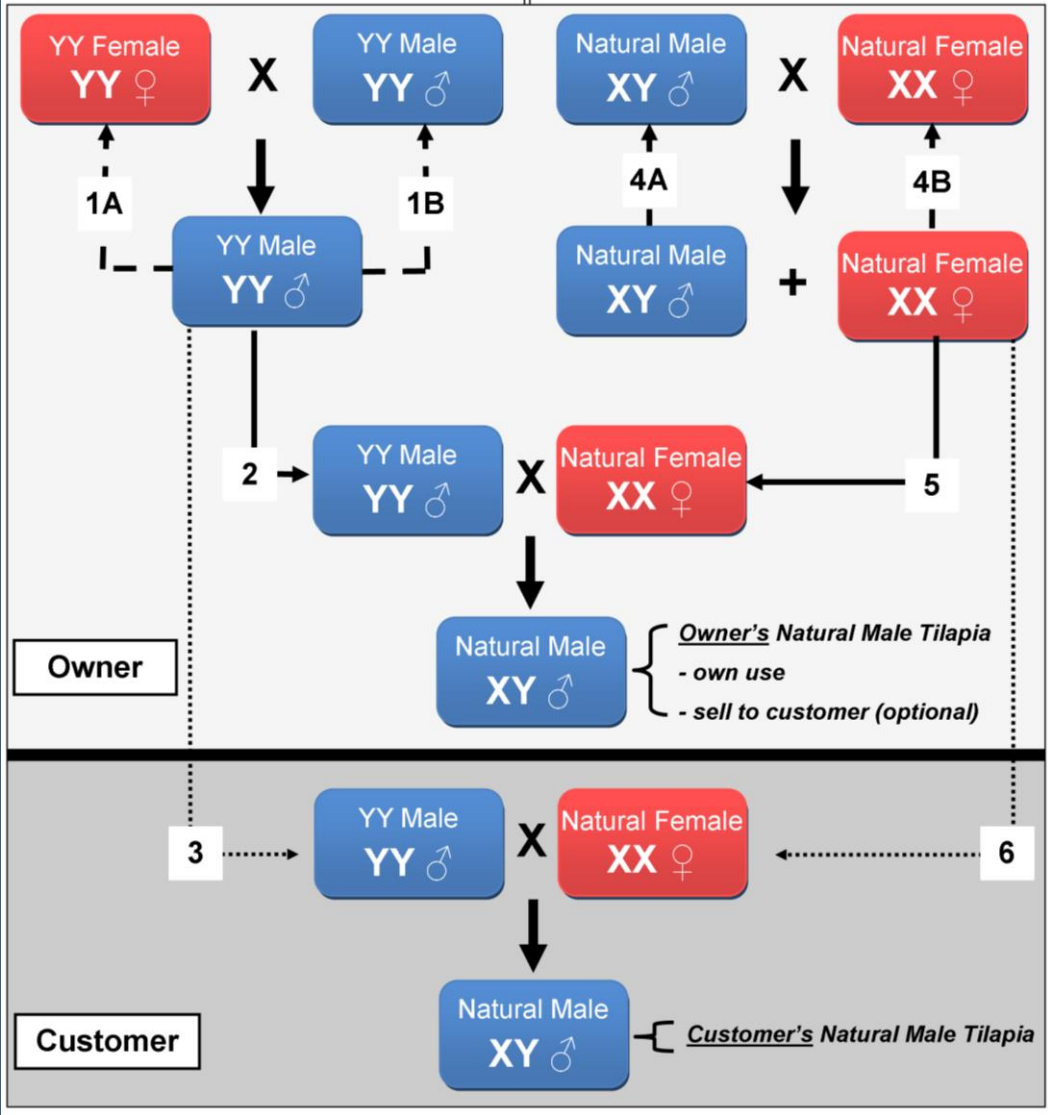 YY Female
YY ♀
X
YY Male
YY ♂
Natural Male
XY ♂
X
Natural Female
XX ♀
1A
1B
4A
4B
YY Male
YY ♂
Natural Male
XY ♂
+
Natural Female
XX ♀
2
YY Male
YY ♂
X
Natural Female
XX ♀
5
Natural Male
XY ♂
Owner's Natural Male Tilapia
- own use
- sell to customer (optional)
Owner
3
YY Male
YY ♂
X
Natural Female
XX ♀
6
Natural Male
XY ♂
Customer's Natural Male Tilapia
Customer